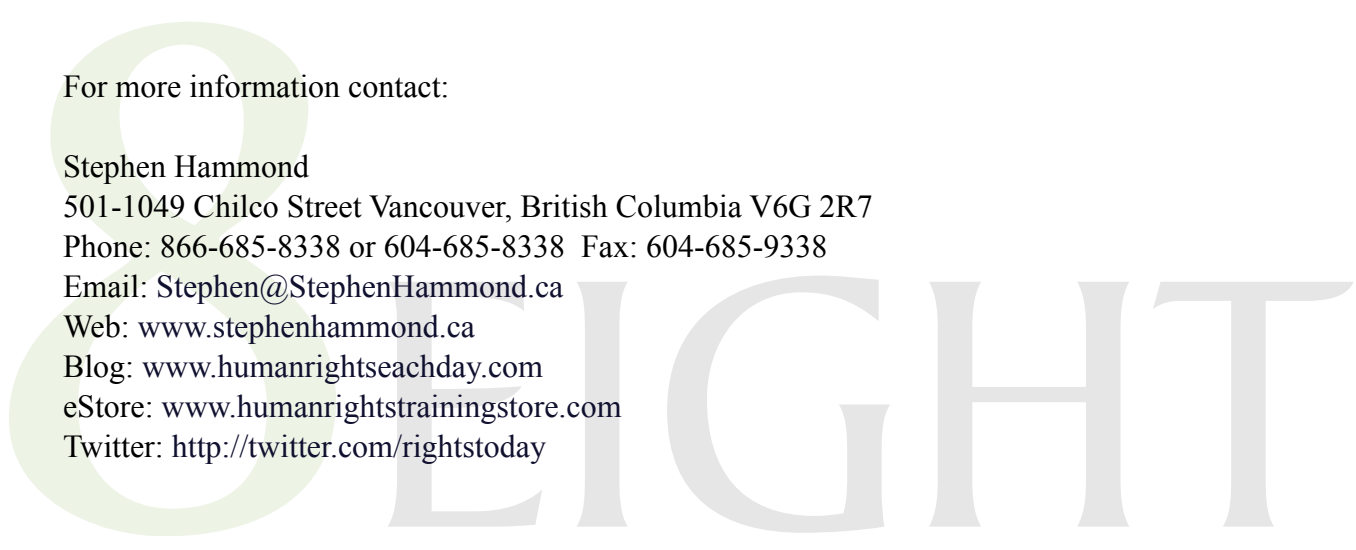 For more information contact:
Stephen Hammond
501-1049 Chilco Street Vancouver, British Columbia V6G 2R7
Phone: 866-685-8338 or 604-685-8338  Fax: 604-685-9338
Email: Stephen@StephenHammond.ca
Web: www.stephenhammond.ca
Blog: www.humanrightseachday.com
eStore: www.humanrightstrainingstore.com
Twitter: http://twitter.com/rightstoday
8 EIGHT